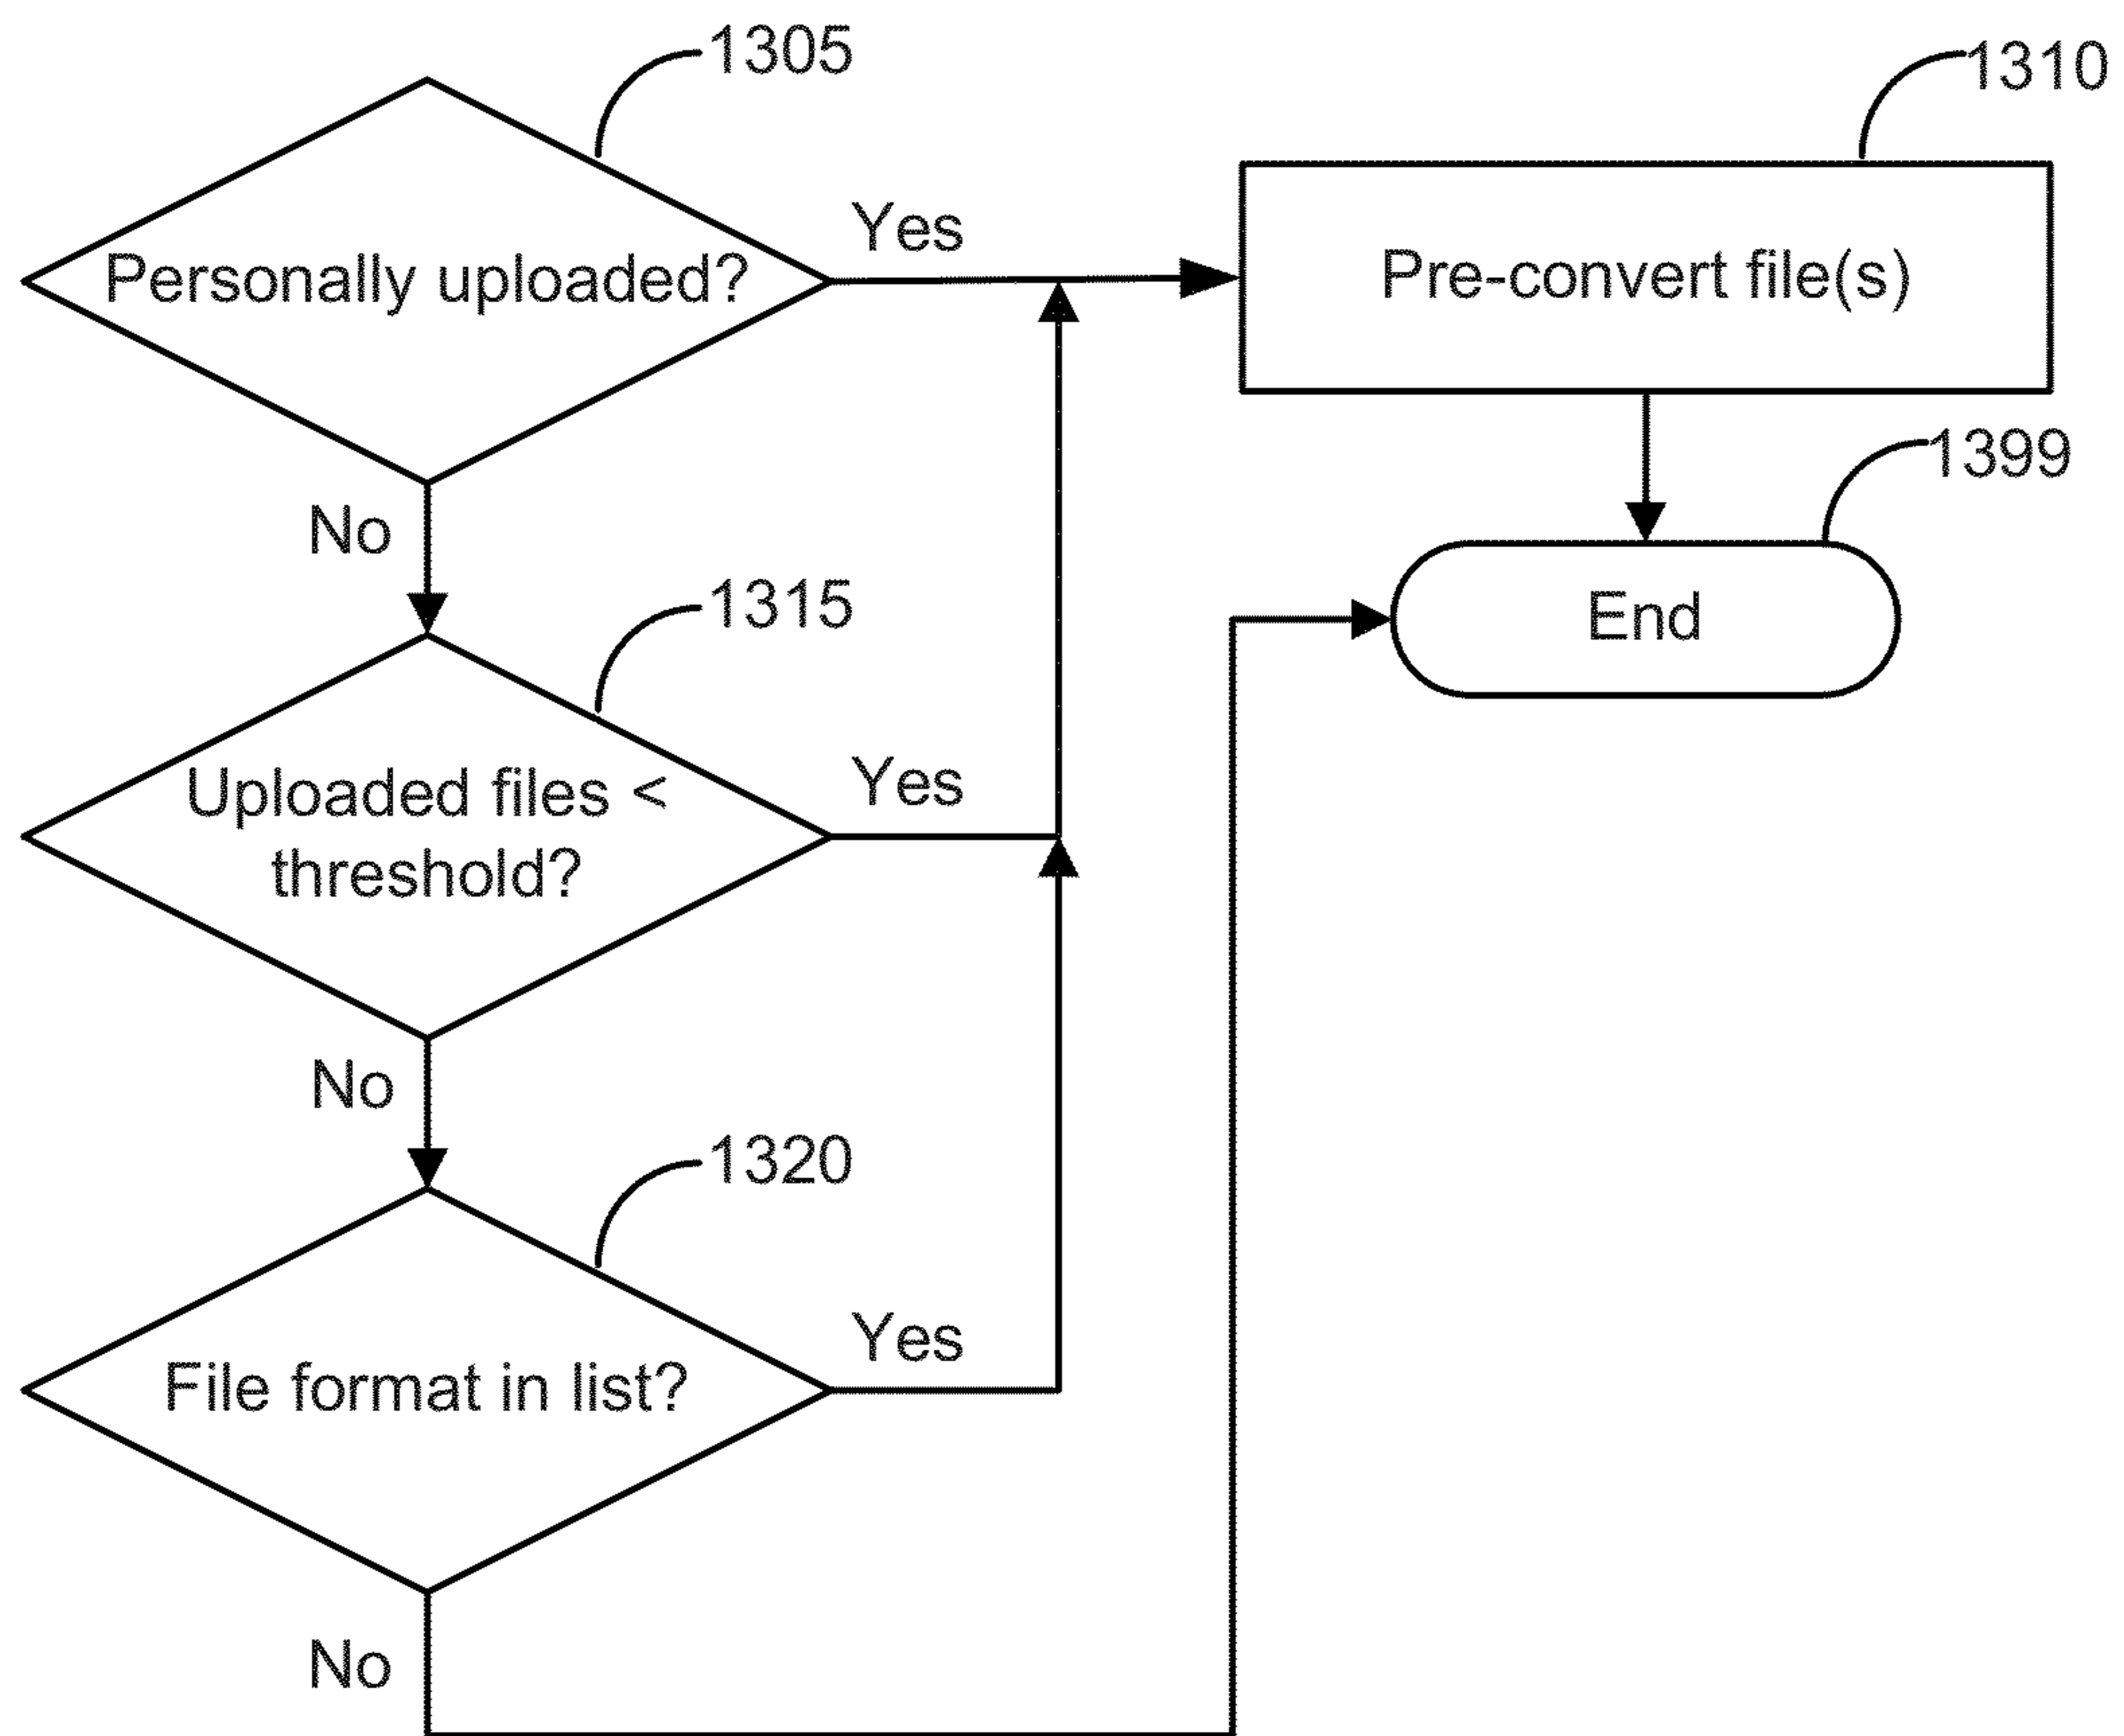 1305
1310
Personally uploaded?
Yes
Pre-convert file(s)
No
1399
End
1315
Uploaded files <
threshold?
Yes
No
1320
File format in list?
Yes
No